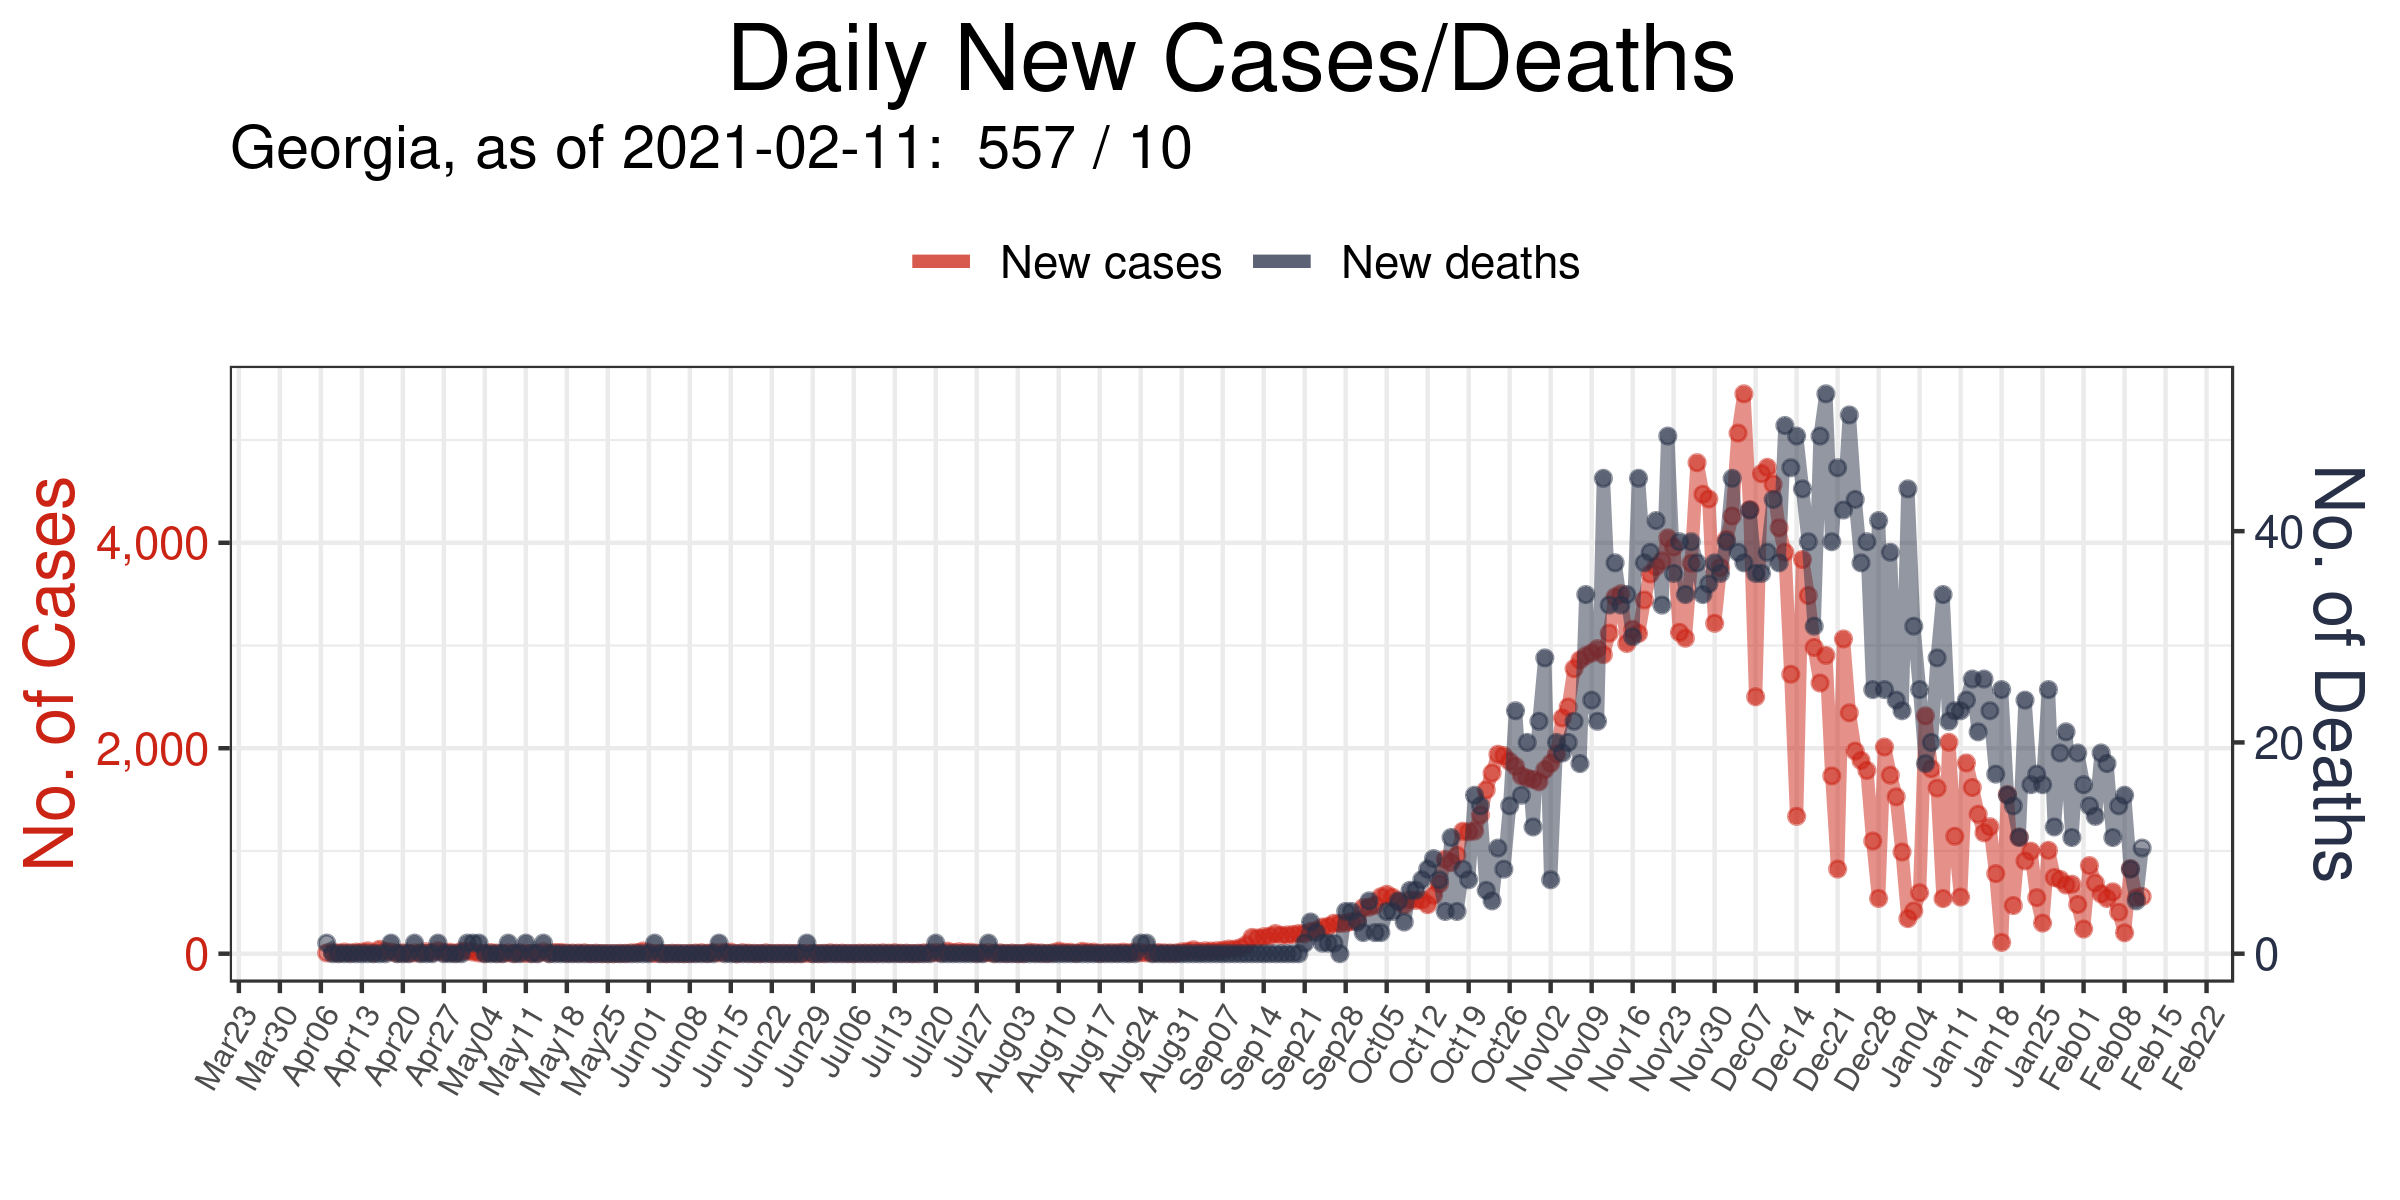 Daily New Cases/Deaths
Georgia, as of 2021-02-11:  557 / 10
New cases
New deaths
No. of Cases
4,000
2,000
0
40
20
0
No. of Deaths
Mar23
Mar30
Apr06
Apr13
Apr20
Apr27
May04
May11
May18
May25
Jun01
Jun08
Jun15
Jun22
Jun29
Jul06
Jul13
Jul20
Jul27
Aug03
Aug10
Aug17
Aug24
Aug31
Sep07
Sep14
Sep21
Sep28
Oct05
Oct12
Oct19
Oct26
Nov02
Nov09
Nov16
Nov23
Nov30
Dec07
Dec14
Dec21
Dec28
Jan04
Jan11
Jan18
Jan25
Feb01
Feb08
Feb15
Feb22